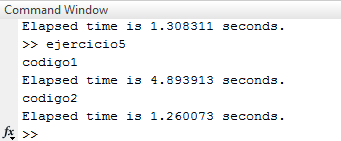 Command Window
Elapsed time is 1.308311 seconds.
>> ejercicio5
codigo1
Elapsed time is 4.893913 seconds.
codigo2
Elapsed time is 1.260073 seconds.
fx >>